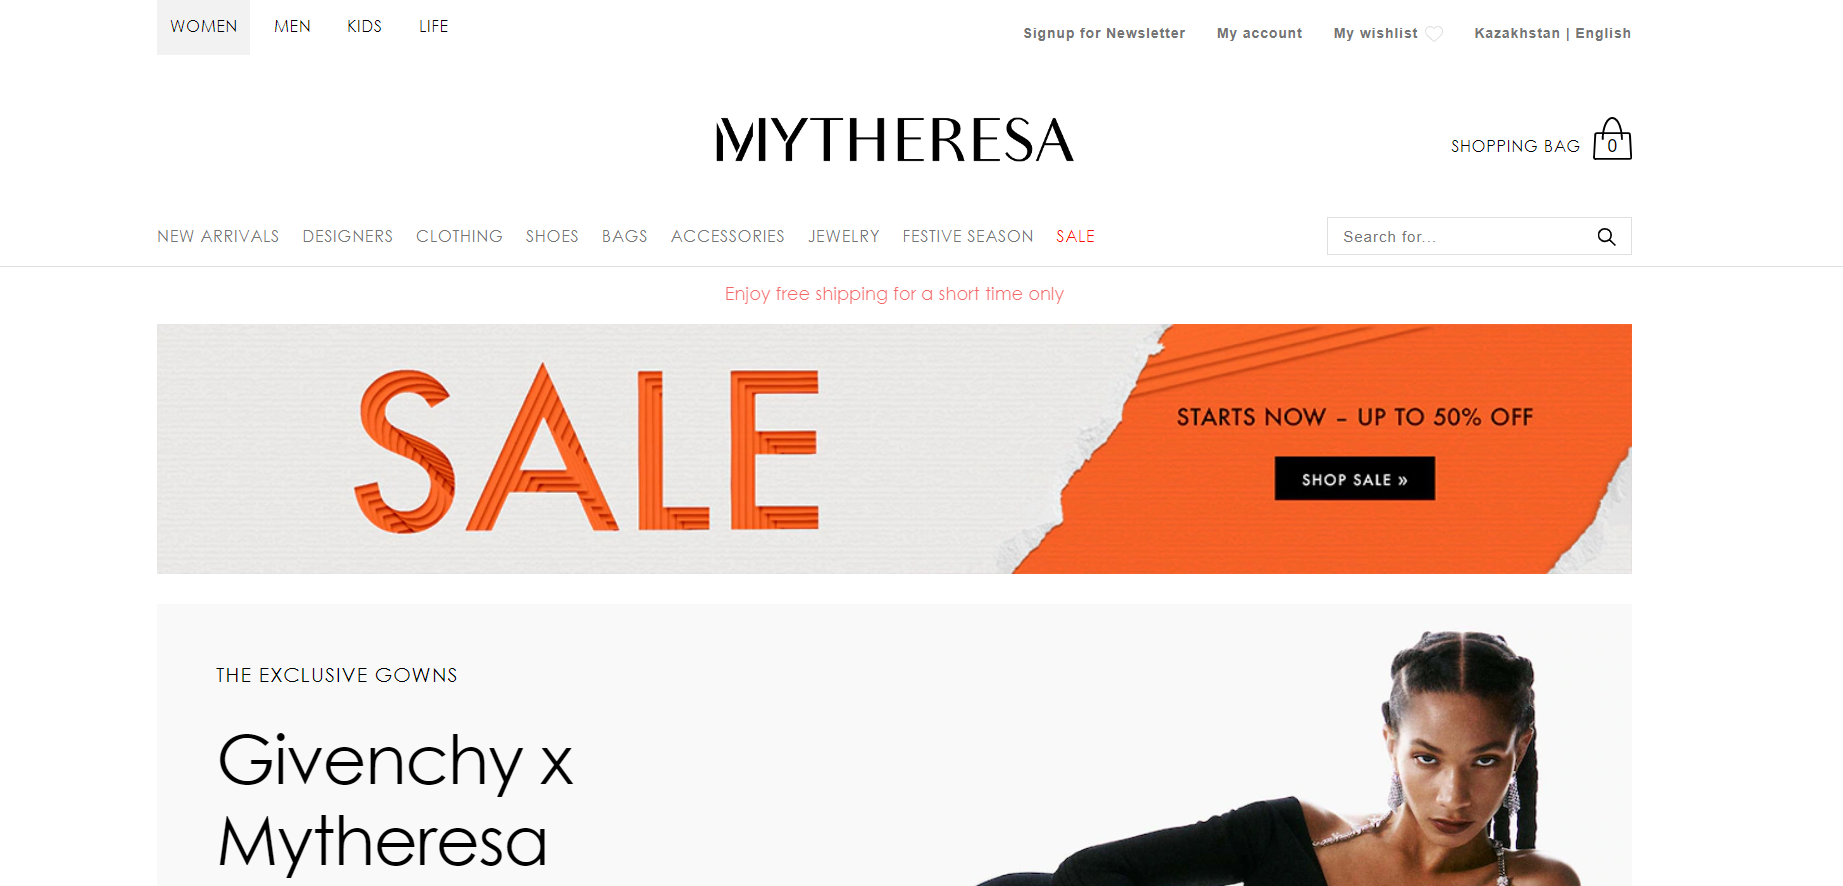 WOMEN MEN KIDS LIFE
Signup for Newsletter My account My wishlist Kazakhstan | English
MYTHERESA
SHOPPING BAG 0
NEW ARRIVALS DESIGNERS CLOTHING SHOES BAGS ACCESSORIES JEWELRY FESTIVE SEASON SALE
Search for...
Enjoy free shipping for a short time only
SALE
STARTS NOW – UP TO 50% OFF
SHOP SALE »
THE EXCLUSIVE GOWNS
Givenchy x
Mytheresa